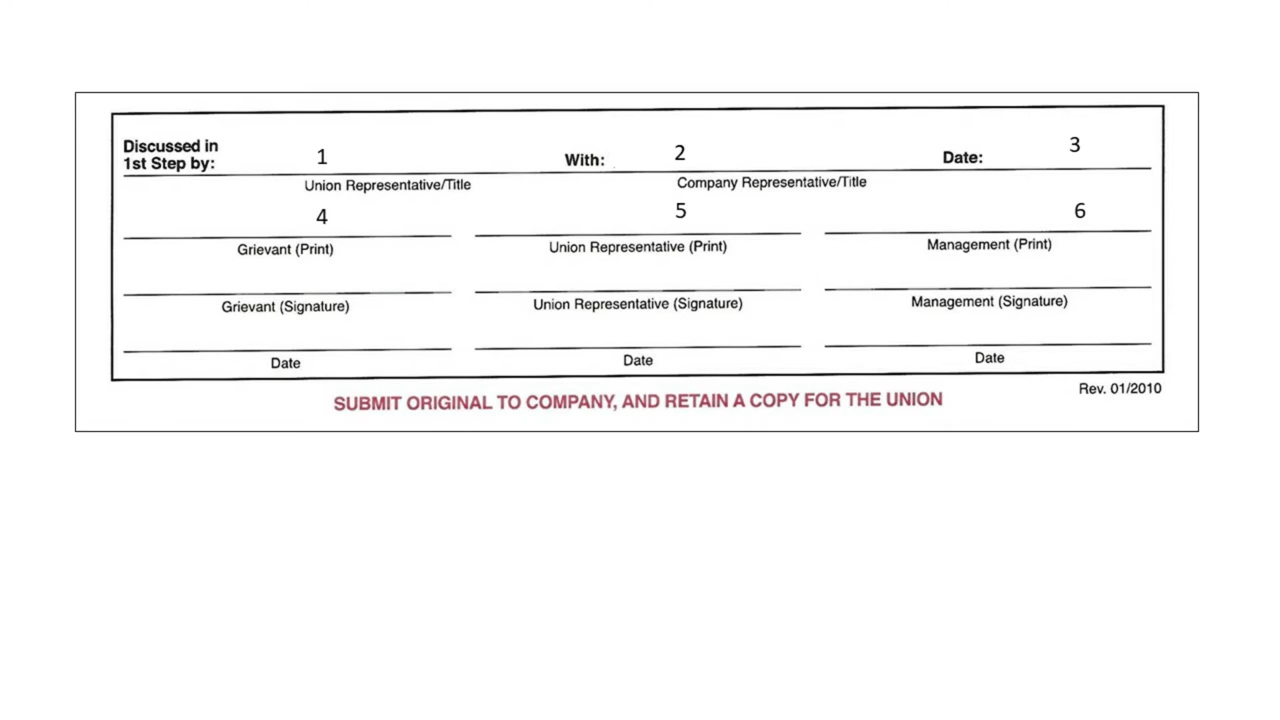 Discussed in
1st Step by: 1 With: 2 Date: 3
Union Representative/Title Company Representative/Title
4 5 6
Grievant (Print) Union Representative (Print) Management (Print)
Grievant (Signature) Union Representative (Signature) Management (Signature)
Date Date Date
Rev. 01/2010
SUBMIT ORIGINAL TO COMPANY, AND RETAIN A COPY FOR THE UNION